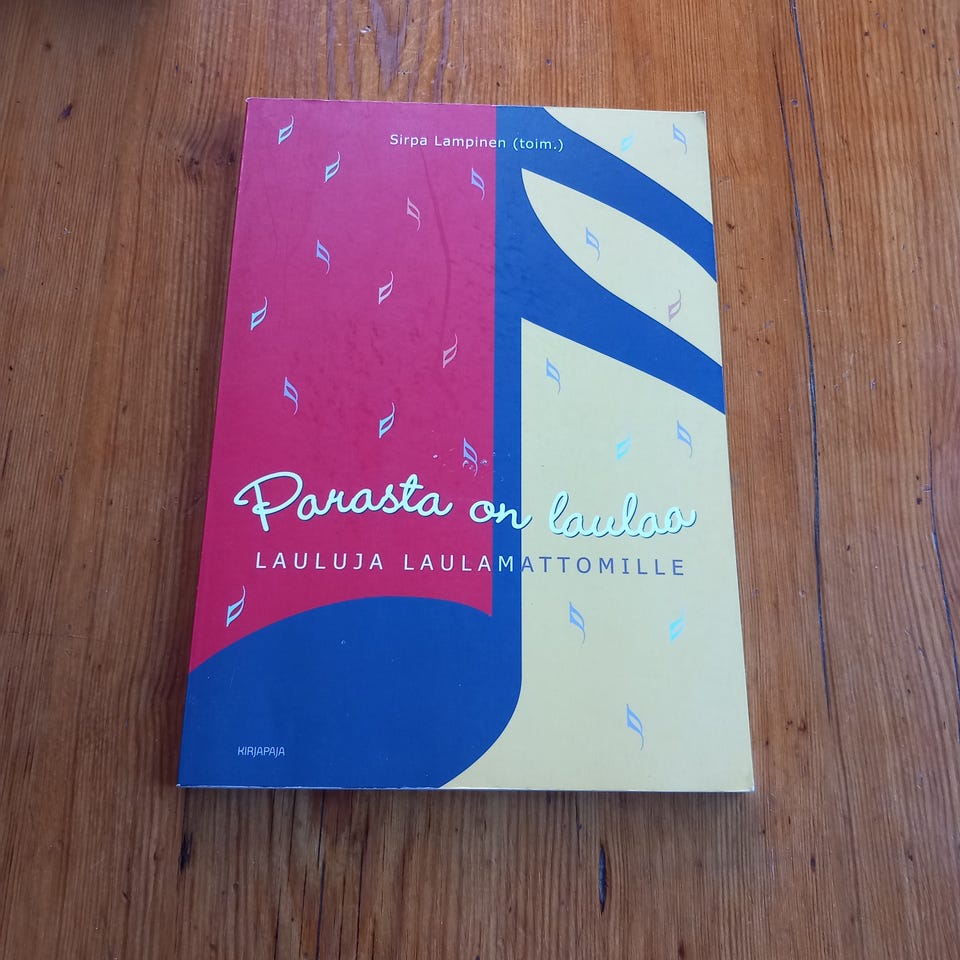 Sirpa Lampinen (toim.)
Parasta on laulaa
LAULUJA LAULAMATTOMILLE
KIRJAPAJA